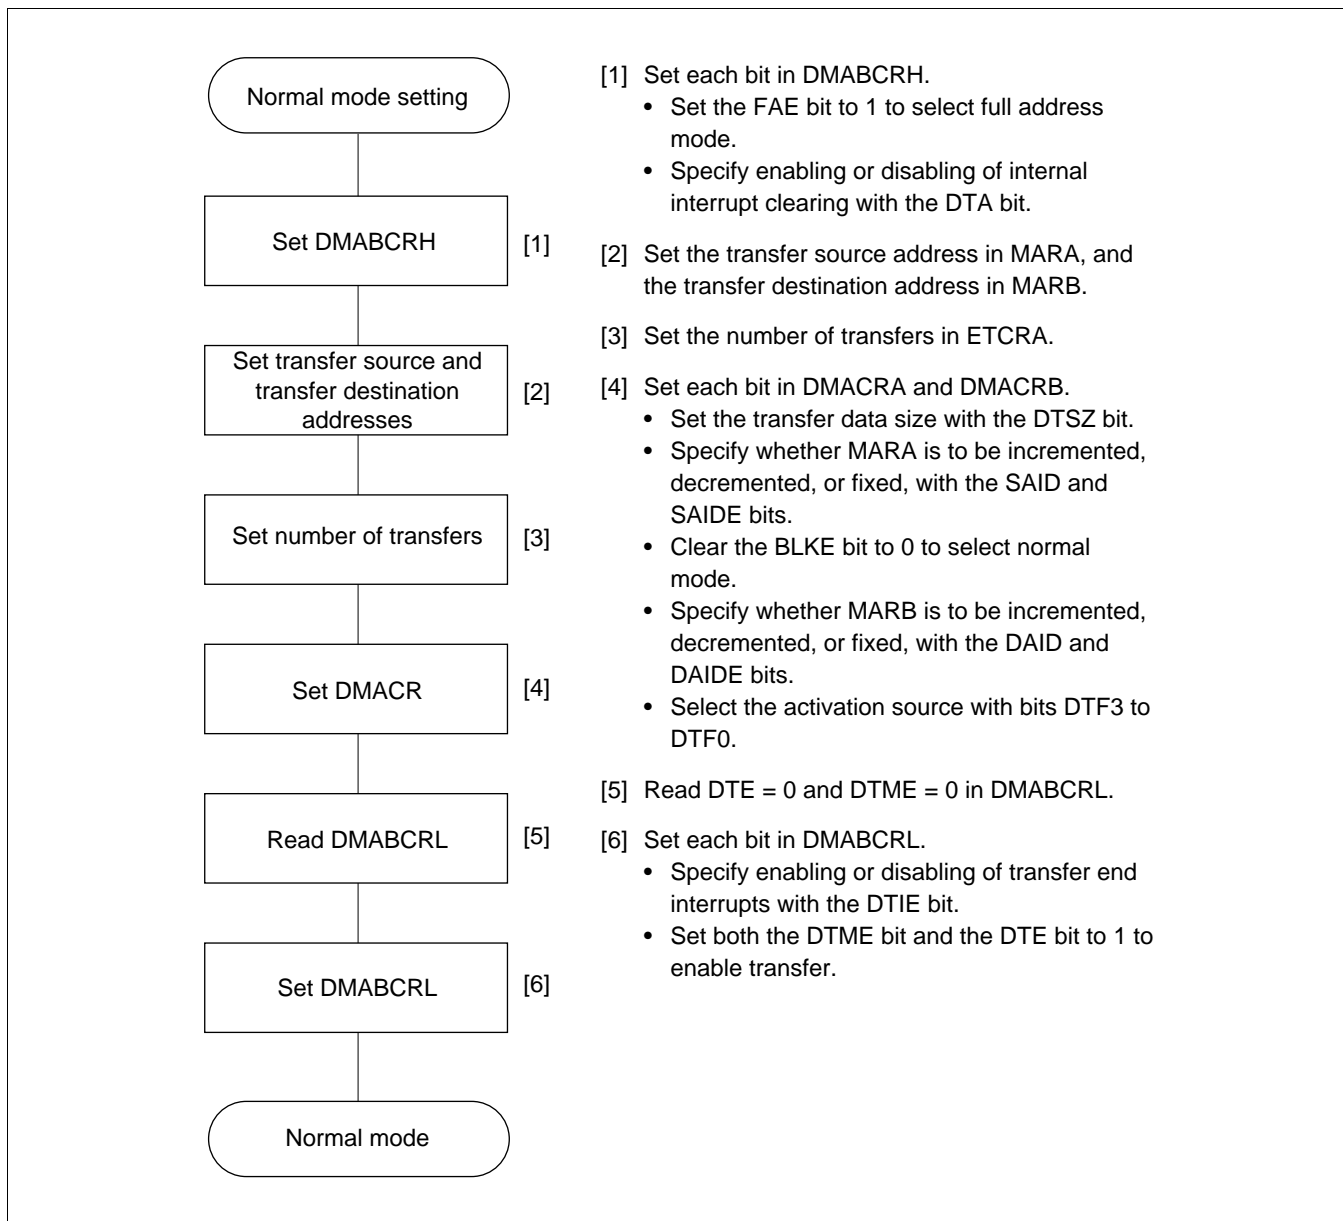 Normal mode setting
Set DMABCRH
[1]
Set transfer source and
transfer destination
addresses
[2]
Set number of transfers
[3]
Set DMACR
[4]
Read DMABCRL
[5]
Set DMABCRL
[6]
Normal mode
[1] Set each bit in DMABCRH.
• Set the FAE bit to 1 to select full address
mode.
• Specify enabling or disabling of internal
interrupt clearing with the DTA bit.
[2] Set the transfer source address in MARA, and
the transfer destination address in MARB.
[3] Set the number of transfers in ETCRA.
[4] Set each bit in DMACRA and DMACRB.
• Set the transfer data size with the DTSZ bit.
• Specify whether MARA is to be incremented,
decremented, or fixed, with the SAID and
SAIDE bits.
• Clear the BLKE bit to 0 to select normal
mode.
• Specify whether MARB is to be incremented,
decremented, or fixed, with the DAID and
DAIDE bits.
• Select the activation source with bits DTF3 to
DTF0.
[5] Read DTE = 0 and DTME = 0 in DMABCRL.
[6] Set each bit in DMABCRL.
• Specify enabling or disabling of transfer end
interrupts with the DTIE bit.
• Set both the DTME bit and the DTE bit to 1 to
enable transfer.